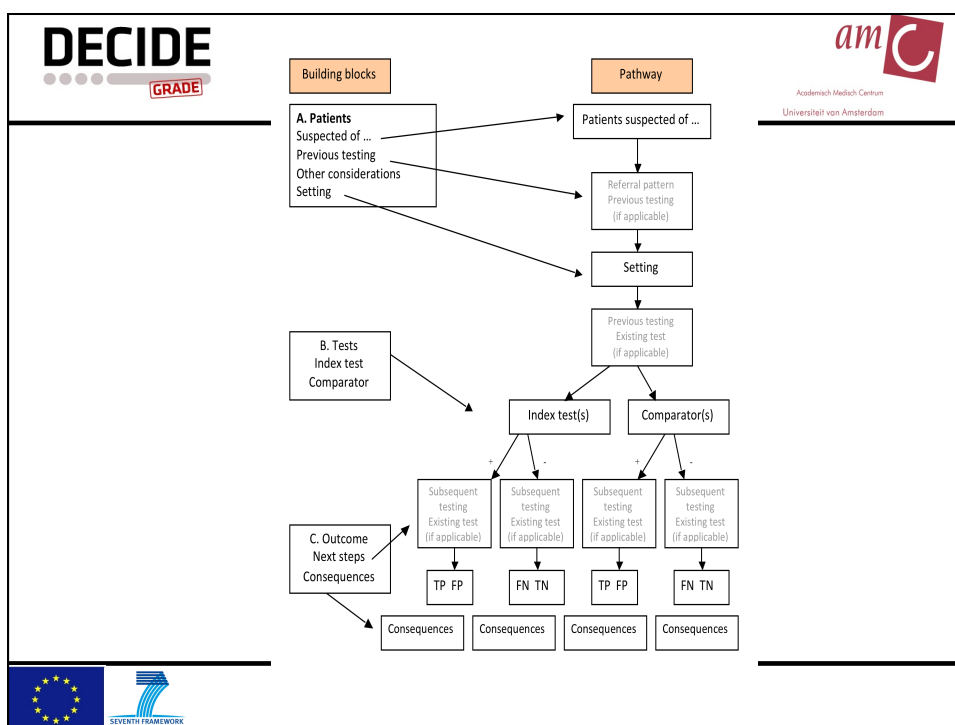 DECIDE
GRADE
amC
Academisch Medisch Centrum
Universiteit van Amsterdam
Building blocks
Pathway
A. Patients
Suspected of ...
Previous testing
Other considerations
Setting
Patients suspected of ...
Referral pattern
Previous testing
(if applicable)
Setting
Previous testing
Existing test
(if applicable)
B. Tests
Index test
Comparator
Index test(s)
Comparator(s)
+
-
+
-
Subsequent
testing
Existing test
(if applicable)
Subsequent
testing
Existing test
(if applicable)
Subsequent
testing
Existing test
(if applicable)
Subsequent
testing
Existing test
(if applicable)
C. Outcome
Next steps
Consequences
TP FP
FN TN
TP FP
FN TN
Consequences
Consequences
Consequences
Consequences
SEVENTH FRAMEWORK